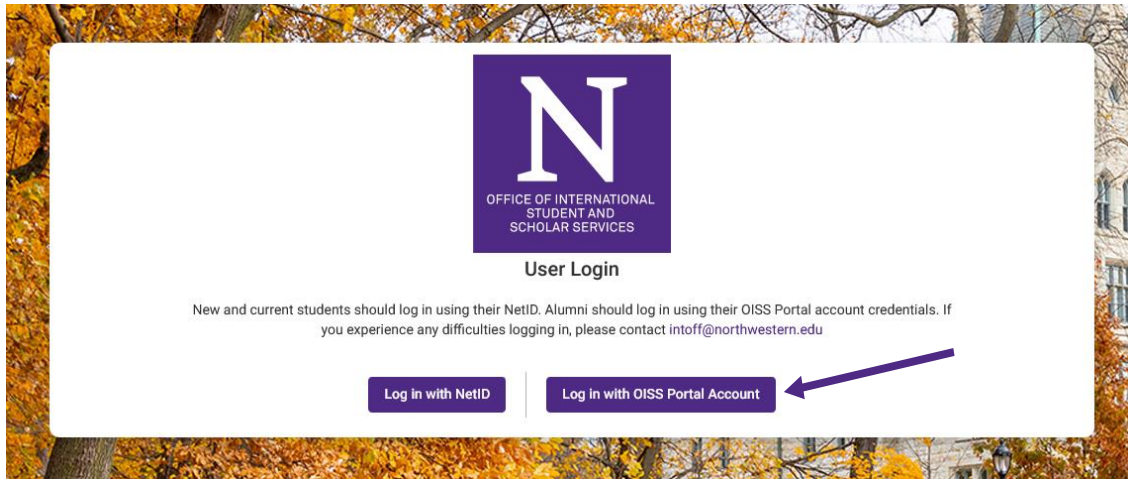 N
OFFICE OF INTERNATIONAL
STUDENT AND
SCHOLAR SERVICES
User Login
New and current students should log in using their NetID. Alumni should log in using their OISS Portal account credentials. If
you experience any difficulties logging in, please contact intoff@northwestern.edu
Log in with NetID
Log in with OISS Portal Account